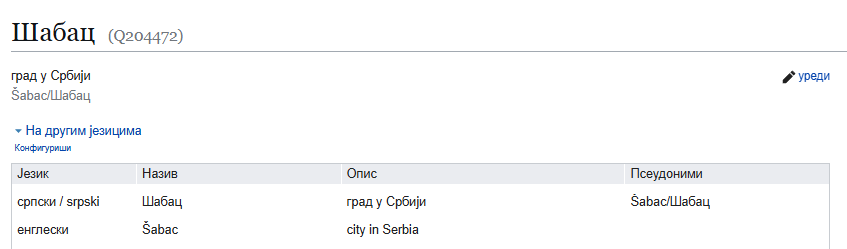 Шабац (Q204472)
град у Србији
уреди
Šabac/Шабац
На другим језицима
Конфигуриши
Језик Назив Опис Псеудоними
српски / srpski Шабац град у Србији Šabac/Шабац
енглески Šabac city in Serbia